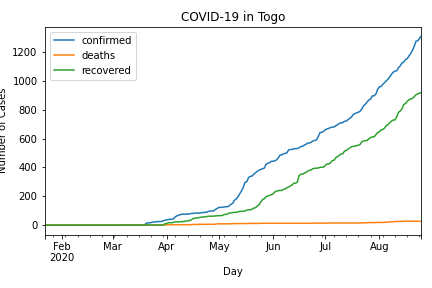 COVID-19 in Togo
confirmed
deaths
recovered
1200
1000
800
600
400
200
0
Number of Cases
Feb Mar Apr May Jun Jul Aug
2020
Day